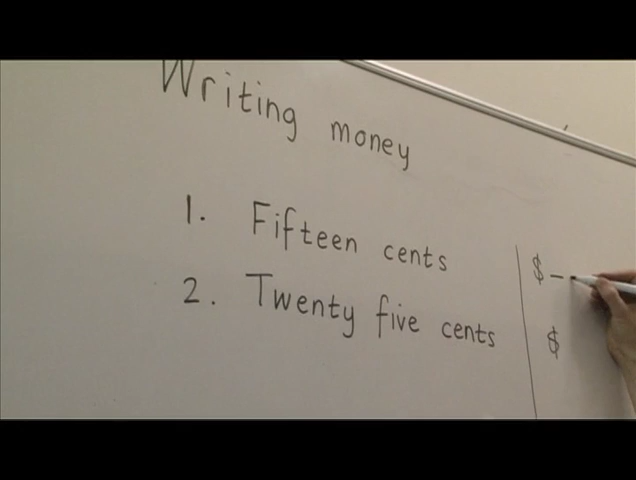 Writing money
1. Fifteen cents
$ _
2. Twenty five cents
$